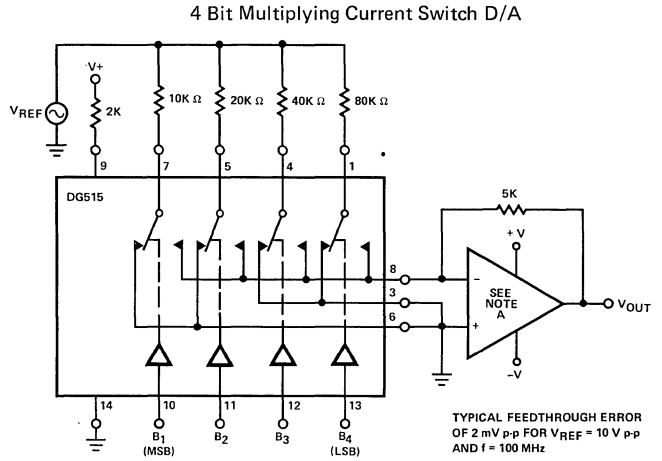 4 Bit Multiplying Current Switch D/A
V+
VREF
2K
10K Ω
20K Ω
40K Ω
80K Ω
9
7
5
4
1
DG515
5K
+ V
8
3
6
−
+
SEE
NOTE
A
VOUT
−V
14
10
11
12
13
B1
(MSB)
B2
B3
B4
(LSB)
TYPICAL FEEDTHROUGH ERROR
OF 2 mV p-p FOR VREF = 10 V p-p
AND f = 100 MHz